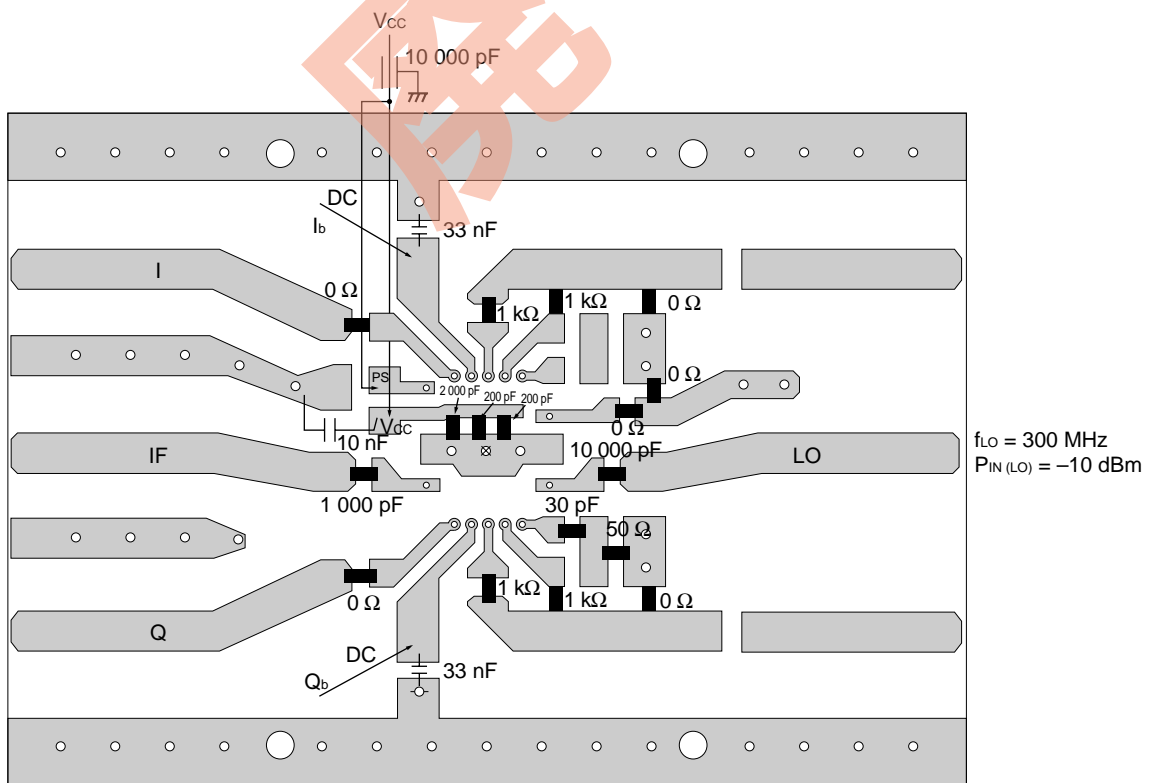 VCC
10 000 pF
DC
Ib
33 nF
I
0 Ω
1 kΩ
1 kΩ
0 Ω
PS
2 000 pF
200 pF
200 pF
0 Ω
VCC
0 Ω
10 nF
IF
10 000 pF
LO
fLO = 300 MHz
PIN (LO) = –10 dBm
1 000 pF
30 pF
50 Ω
0 Ω
1 kΩ
1 kΩ
0 Ω
Q
DC
Qb
33 nF